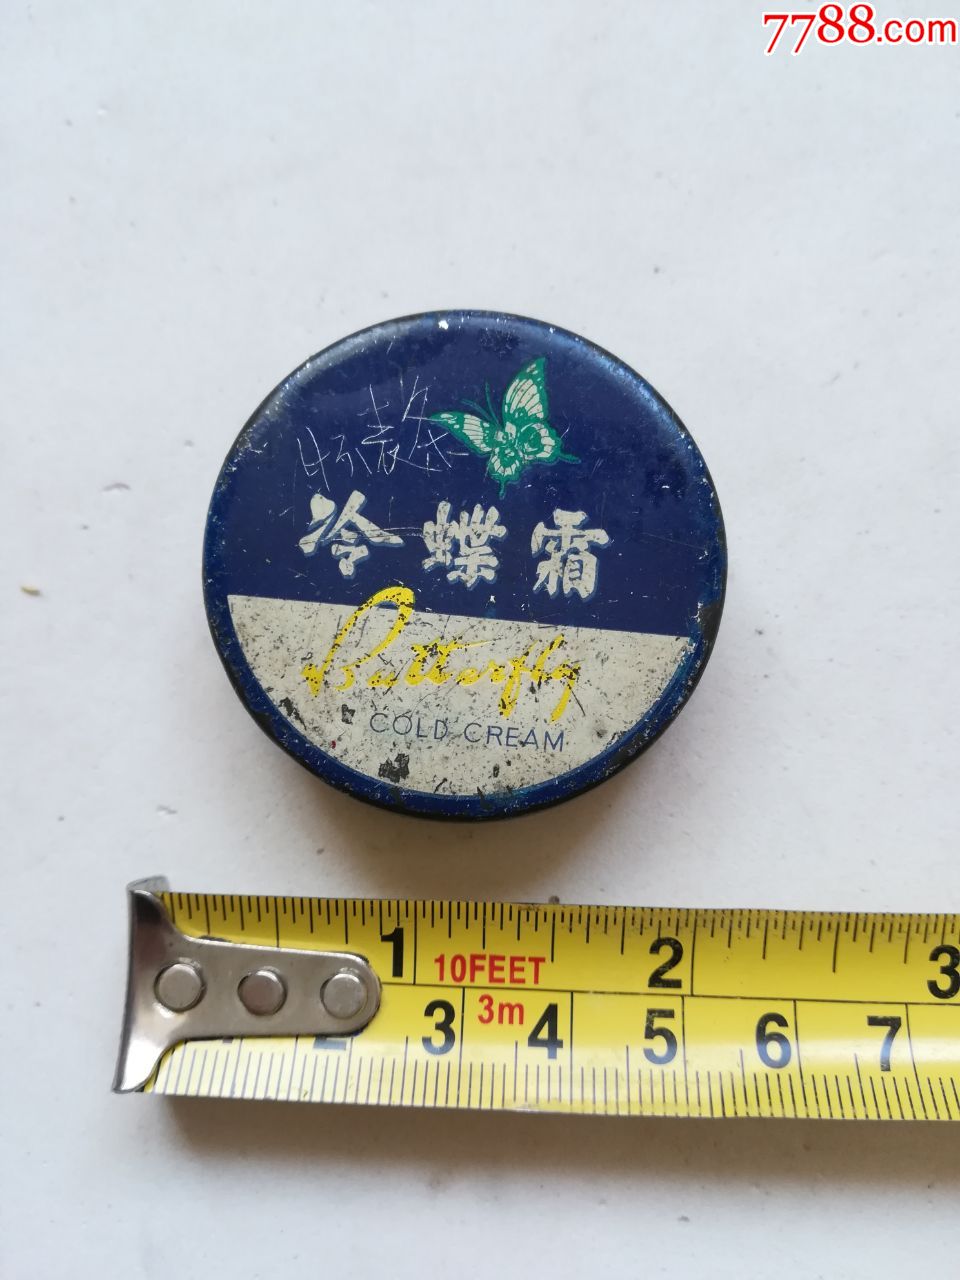 7788.com
冷蝶霜
Butterfly
COLD CREAM
1 10FEET 2 3
3 3m 4 5 6 7